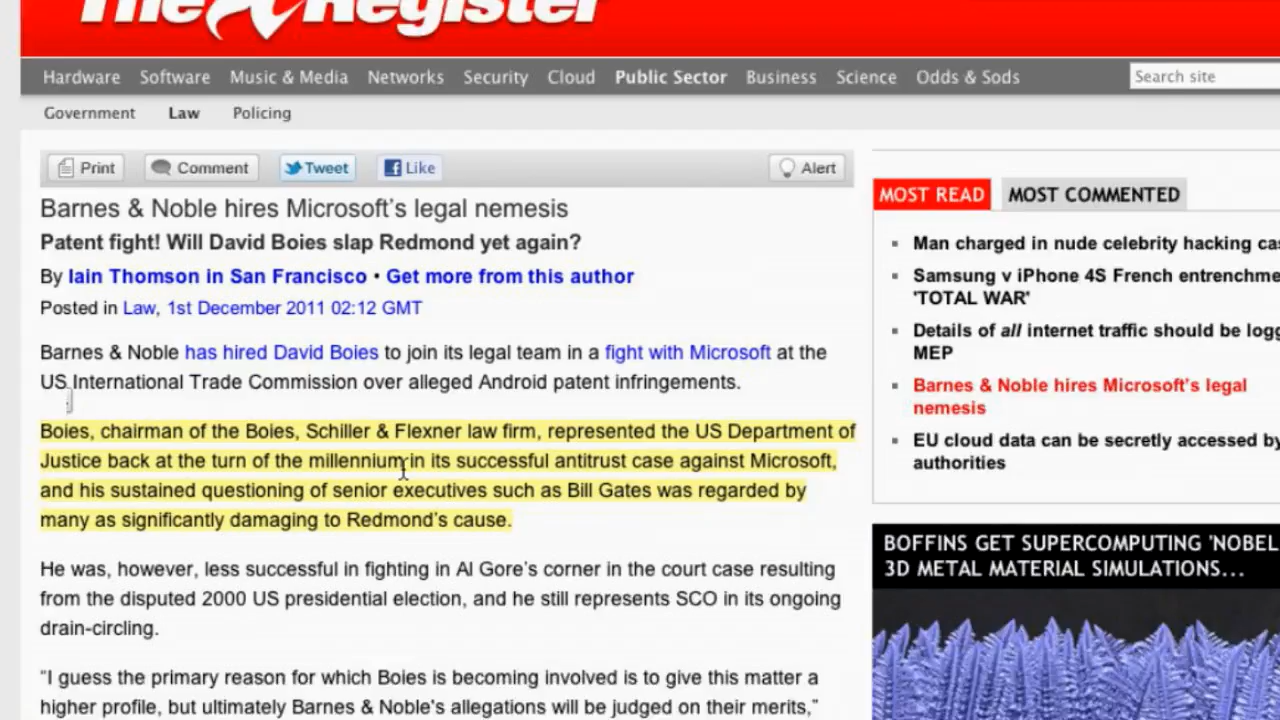 The Register
Hardware Software Music & Media Networks Security Cloud Public Sector Business Science Odds & Sods
Search site
Government Law Policing
Print Comment Tweet Like Alert
Barnes & Noble hires Microsoft's legal nemesis
Patent fight! Will David Boies slap Redmond yet again?
By Iain Thomson in San Francisco • Get more from this author
Posted in Law, 1st December 2011 02:12 GMT
Barnes & Noble has hired David Boies to join its legal team in a fight with Microsoft at the
US International Trade Commission over alleged Android patent infringements.
Boies, chairman of the Boies, Schiller & Flexner law firm, represented the US Department of
Justice back at the turn of the millennium in its successful antitrust case against Microsoft,
and his sustained questioning of senior executives such as Bill Gates was regarded by
many as significantly damaging to Redmond's cause.
He was, however, less successful in fighting in Al Gore's corner in the court case resulting
from the disputed 2000 US presidential election, and he still represents SCO in its ongoing
drain-circling.
"I guess the primary reason for which Boies is becoming involved is to give this matter a
higher profile, but ultimately Barnes & Noble's allegations will be judged on their merits,"
MOST READ MOST COMMENTED
Man charged in nude celebrity hacking
Samsung v iPhone 4S French
'TOTAL WAR'
Details of all internet traffic should be
MEP
Barnes & Noble hires Microsoft's legal
nemesis
EU cloud data can be secretly accessed
authorities
BOFFINS GET SUPERCOMPUTING 'NOBEL
3D METAL MATERIAL SIMULATIONS...